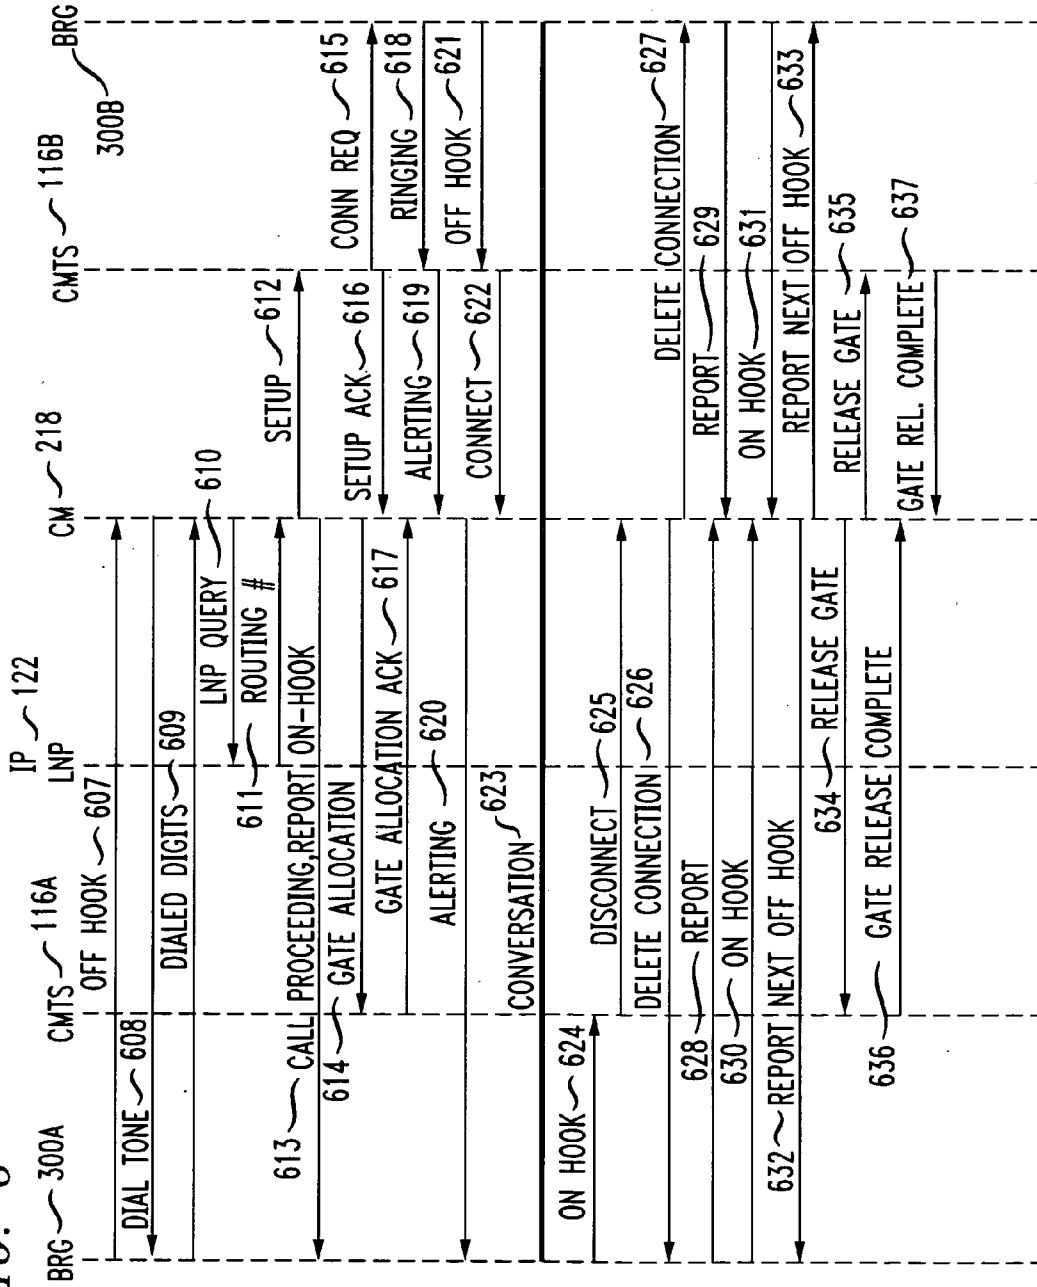 BRG 300A
CMTS 116A
IP 122
LNP
CM 218
CMTS 116B
BRG
300B
OFF HOOK 607
DIAL TONE 608
DIALED DIGITS 609
LNP QUERY 610
611 ROUTING #
SETUP 612
613 CALL PROCEEDING,REPORT ON-HOOK
614 GATE ALLOCATION
CONN REQ 615
SETUP ACK 616
GATE ALLOCATION ACK 617
RINGING 618
ALERTING 619
ALERTING 620
OFF HOOK 621
CONNECT 622
CONVERSATION 623
ON HOOK 624
DISCONNECT 625
DELETE CONNECTION 626
DELETE CONNECTION 627
628 REPORT
REPORT 629
630 ON HOOK
ON HOOK 631
632 REPORT NEXT OFF HOOK
REPORT NEXT OFF HOOK 633
634 RELEASE GATE
RELEASE GATE 635
636 GATE RELEASE COMPLETE
GATE REL. COMPLETE 637